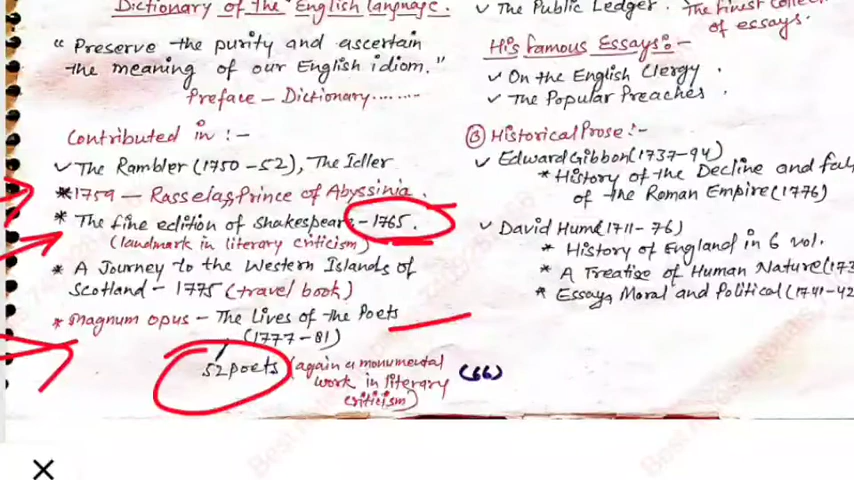 Dictionary of the English Language.
"Preserve the purity and ascertain
the meaning of our English idiom."
Preface - Dictionary........
Contributed in :-
✓ The Rambler (1750-52), The Idler
*1759 - Rasselas, Prince of Abyssinia.
* The fine edition of Shakespeare - 1765.
(landmark in literary criticism)
* A Journey to the Western Islands of
Scotland - 1775 (travel book)
*Magnum opus - The Lives of the Poets
(1777-81)
52 poets (again a monumental
work in literary
criticism)
(56)
✓ The Public Ledger. The finest collec
of essays.
His famous Essays:-
✓ On the English Clergy.
✓ The Popular Preaches.
(B) Historical Prose:-
✓ Edward Gibbon (1737-94)
*History of the Decline and fal
of the Roman Empire (1776)
✓ David Hume (1711-76)
* History of England in 6 vol.
* A Treatise of Human Nature (173
* Essay, Moral and Political (1741-42